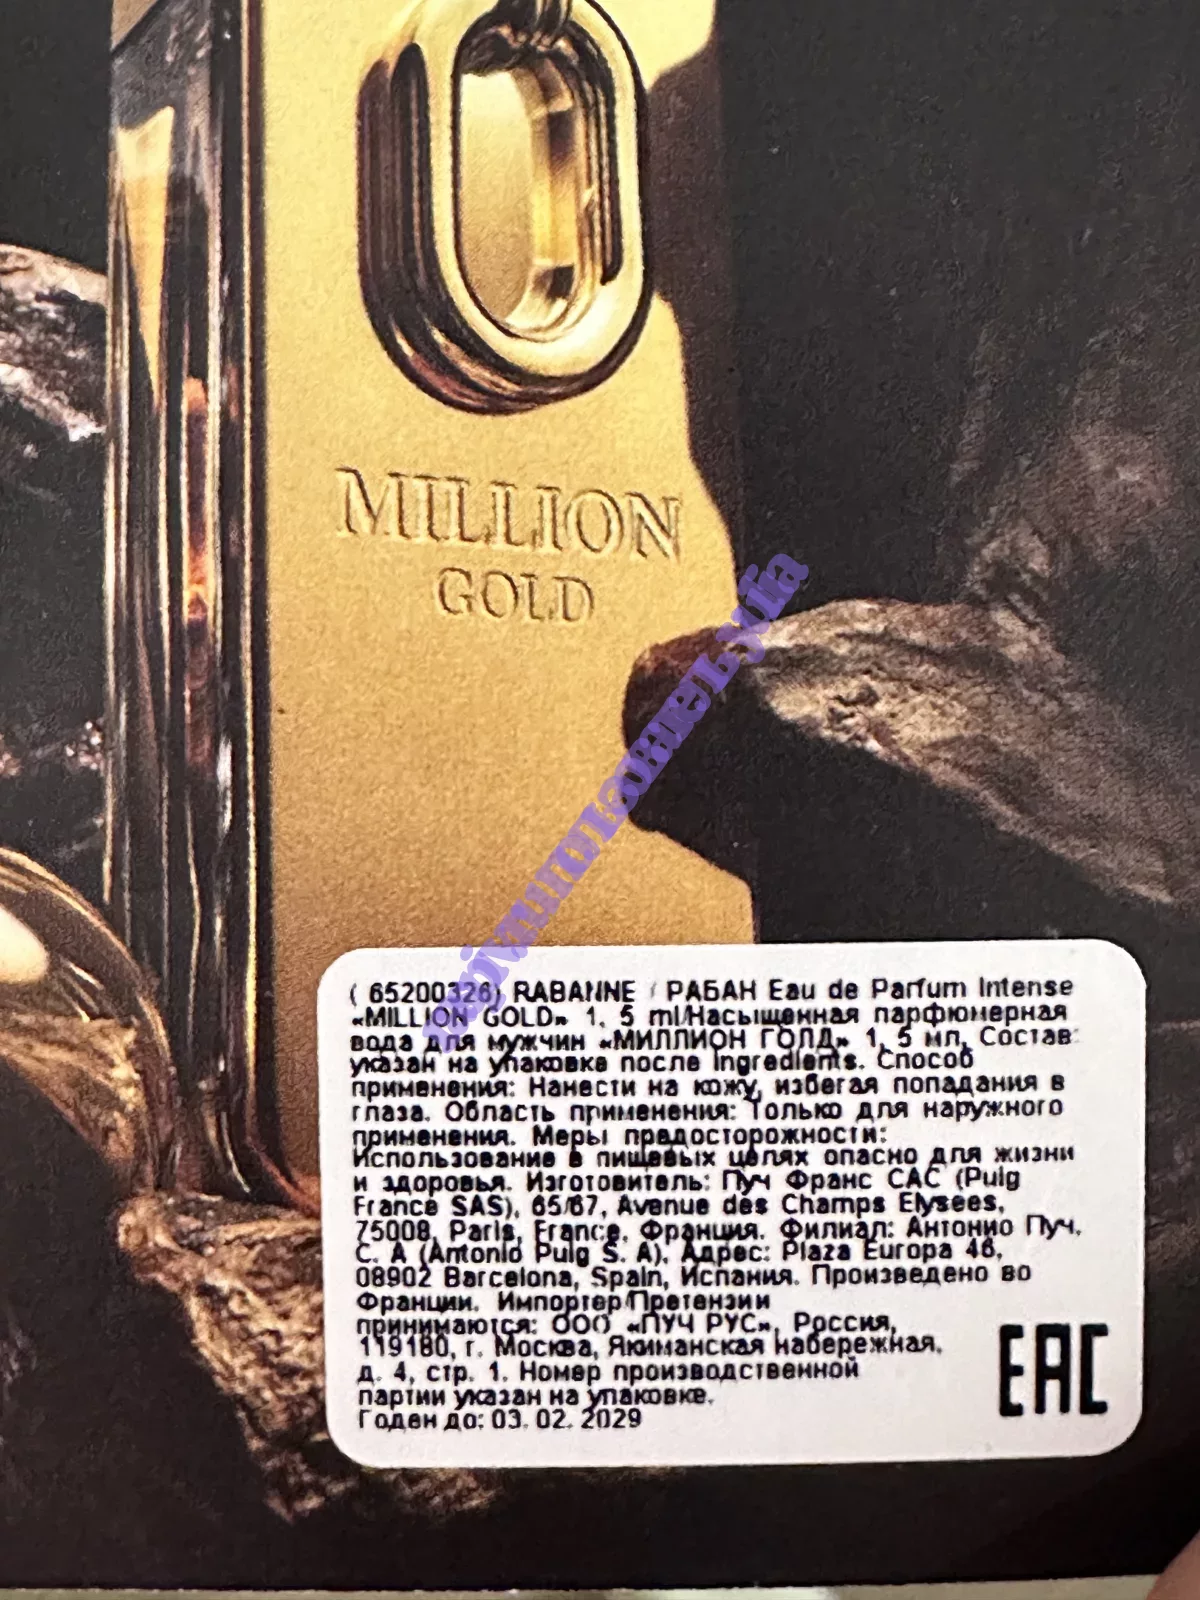 MILLION
GOLD
( 65200326) RABANNE / РАБАН Eau de Parfum Intense
«MILLION GOLD» 1, 5 ml/Насыщенная парфюмерная
вода для мужчин «МИЛЛИОН ГОЛД» 1, 5 мл. Состав:
указан на упаковке после Ingredients. Способ
применения: Нанести на кожу, избегая попадания в
глаза. Область применения: Только для наружного
применения. Меры предосторожности:
Использование в пищевых целях опасно для жизни
и здоровья. Изготовитель: Пуч Франс САС (Puig
France SAS), 65/67, Avenue des Champs Elysees,
75008, Paris, France, Франция. Филиал: Антонио Пуч,
С. А (Antonio Puig S. A), Адрес: Plaza Europa 46,
08902 Barcelona, Spain, Испания. Произведено во
Франции. Импортер/Претензии
принимаются: ООО «ПУЧ РУС», Россия,
119180, г. Москва, Якиманская набережная,
д. 4, стр. 1. Номер производственной
партии указан на упаковке.
Годен до: 03. 02. 2029
EAC